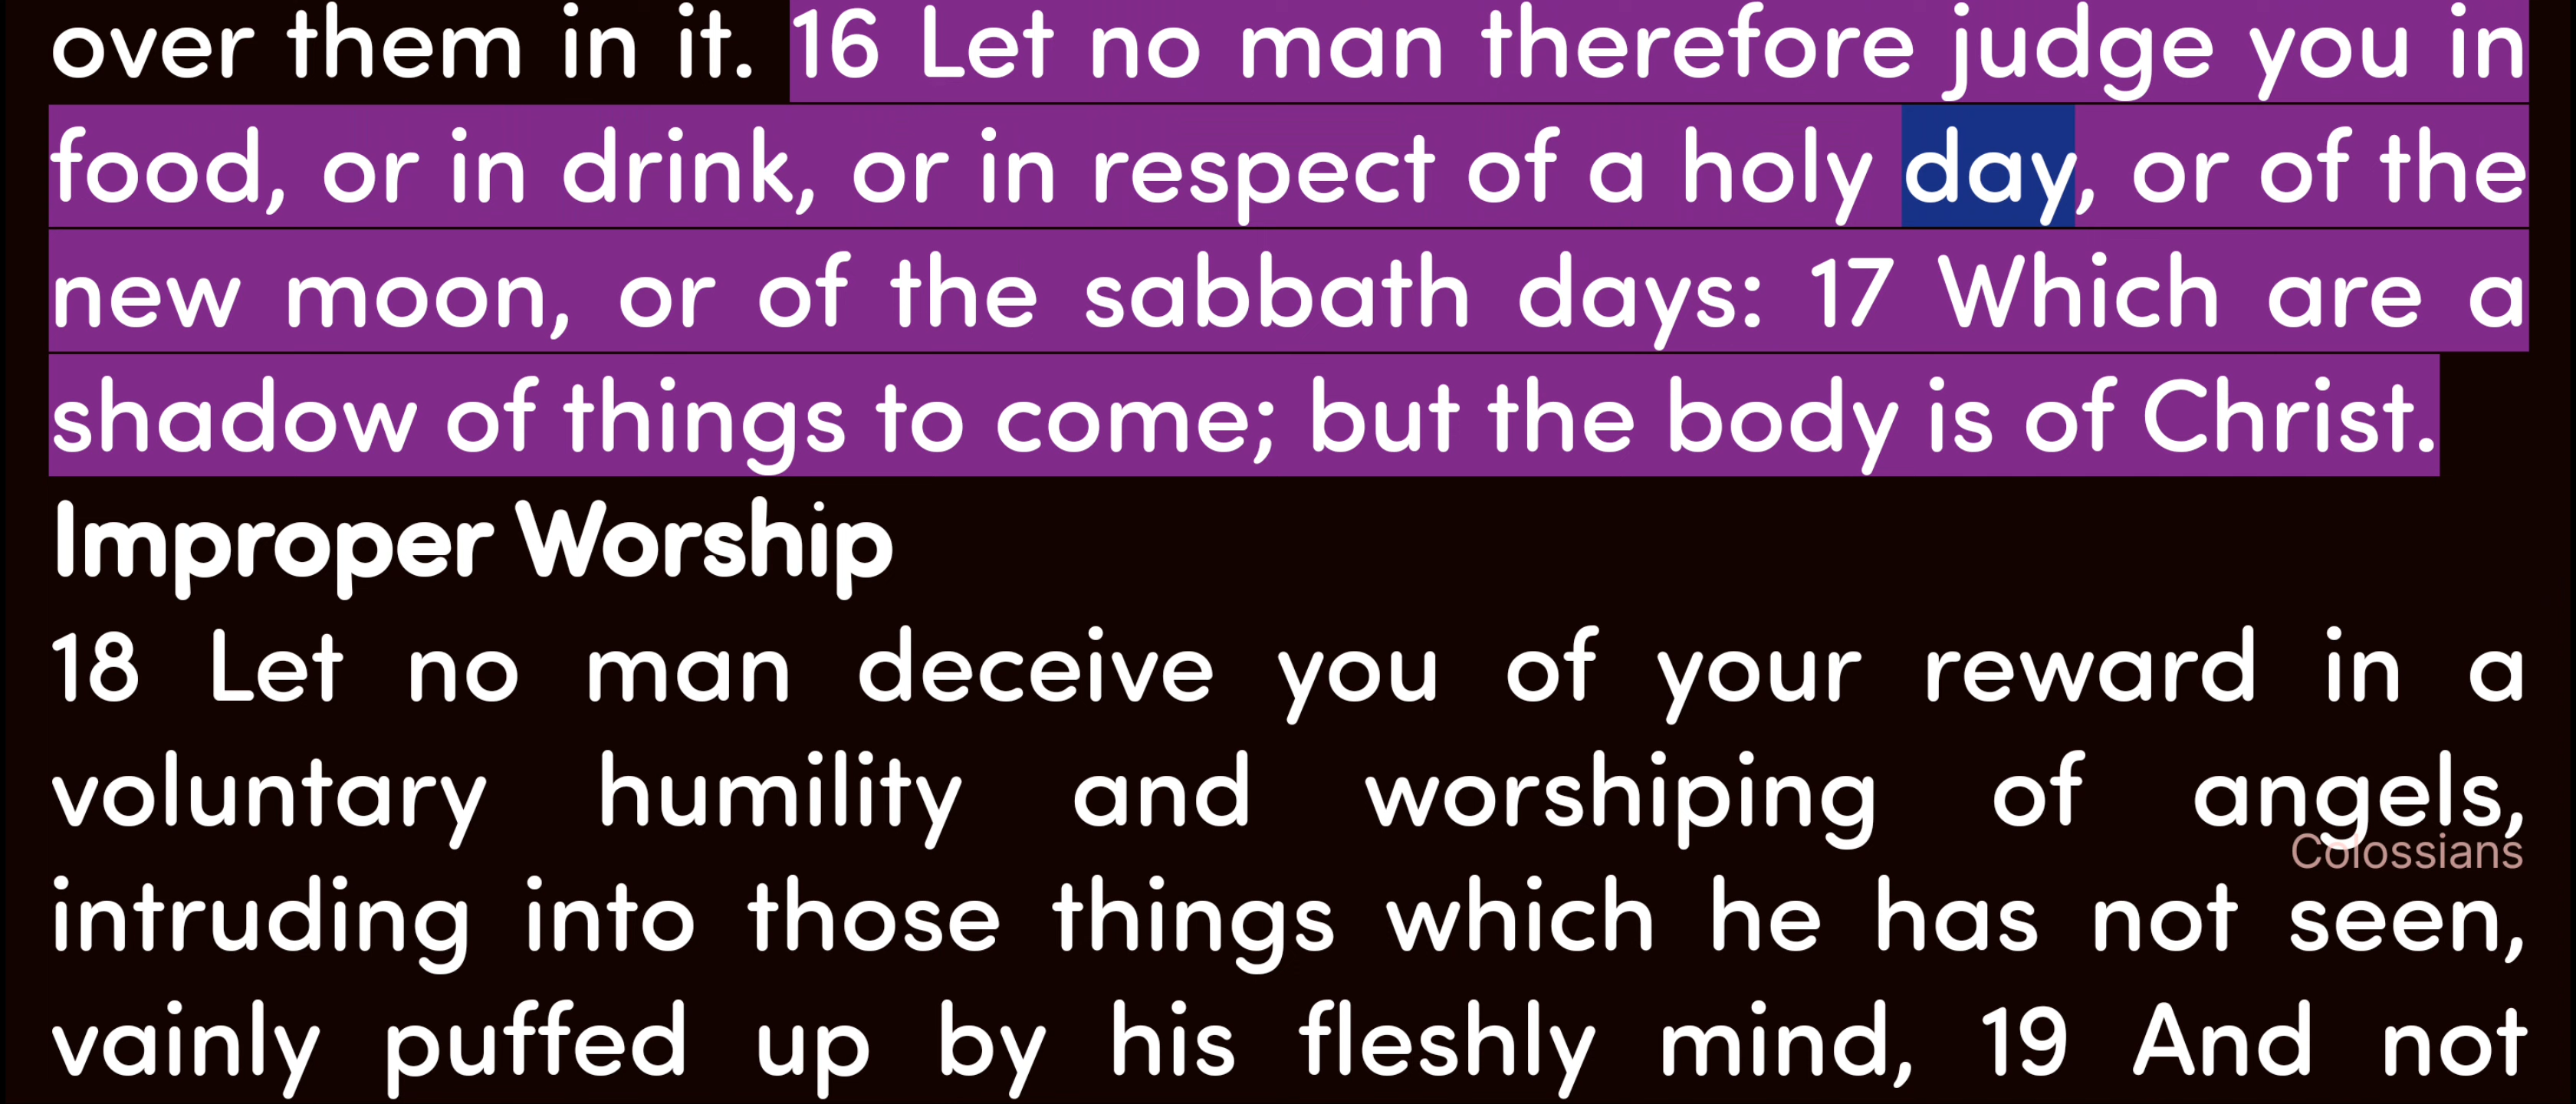 over them in it. 16 Let no man therefore judge you in
food, or in drink, or in respect of a holy day, or of the
new moon, or of the sabbath days: 17 Which are a
shadow of things to come; but the body is of Christ.
Improper Worship
18 Let no man deceive you of your reward in a
voluntary humility and worshiping of angels,
Colossians
intruding into those things which he has not seen,
vainly puffed up by his fleshly mind, 19 And not